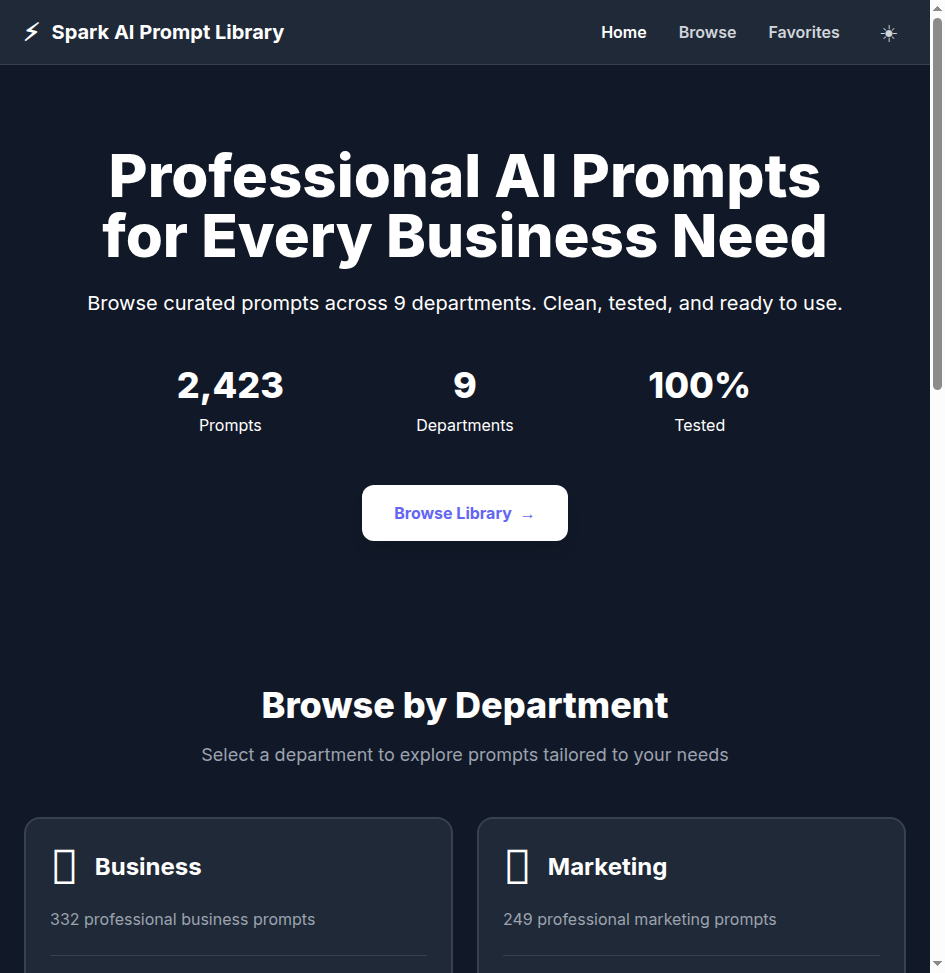 ⚡ Spark AI Prompt Library
Home Browse Favorites ☀
Professional AI Prompts
for Every Business Need
Browse curated prompts across 9 departments. Clean, tested, and ready to use.
2,423 9 100%
Prompts Departments Tested
Browse Library →
Browse by Department
Select a department to explore prompts tailored to your needs
Business
332 professional business prompts
Marketing
249 professional marketing prompts